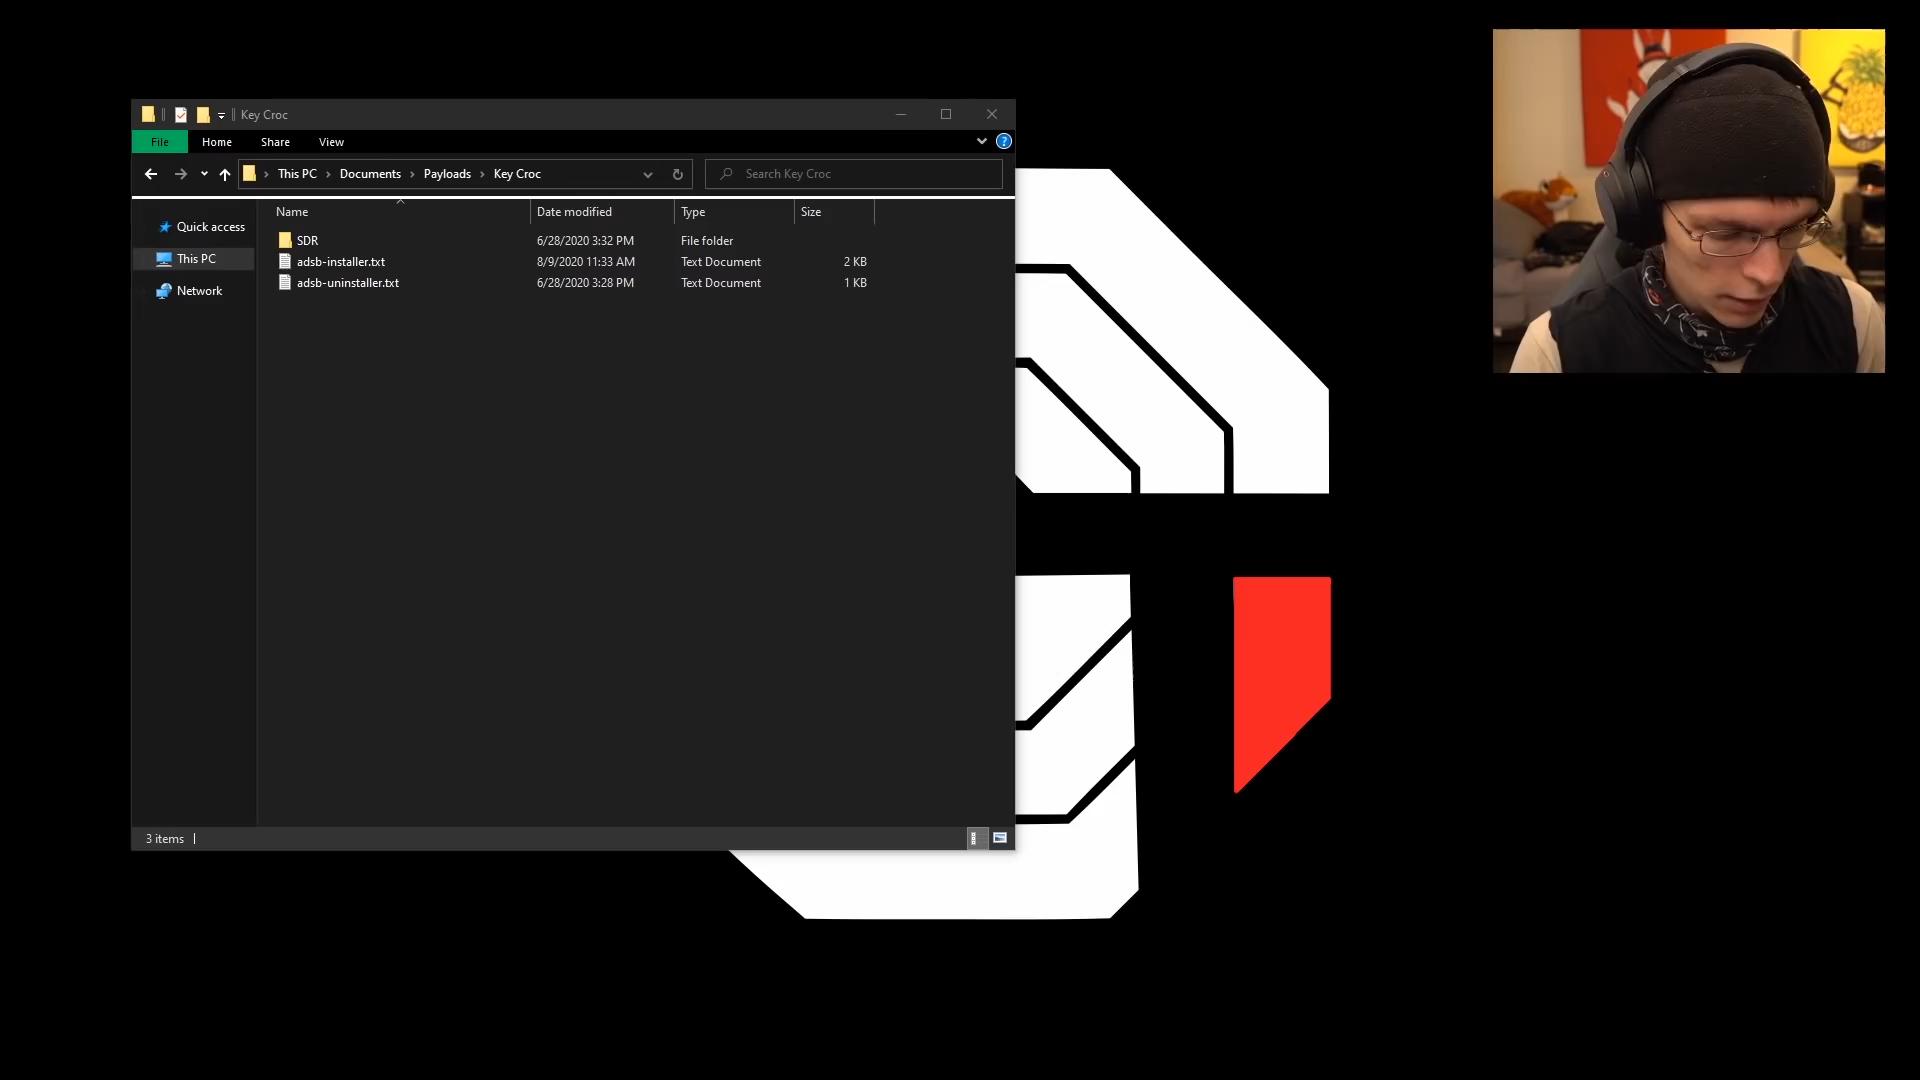 Key Croc
File Home Share View
This PC Documents Payloads Key Croc Search Key Croc
Name Date modified Type Size
Quick access
This PC
Network
SDR 6/28/2020 3:32 PM File folder
adsb-installer.txt 8/9/2020 11:33 AM Text Document 2 KB
adsb-uninstaller.txt 6/28/2020 3:28 PM Text Document 1 KB
3 items